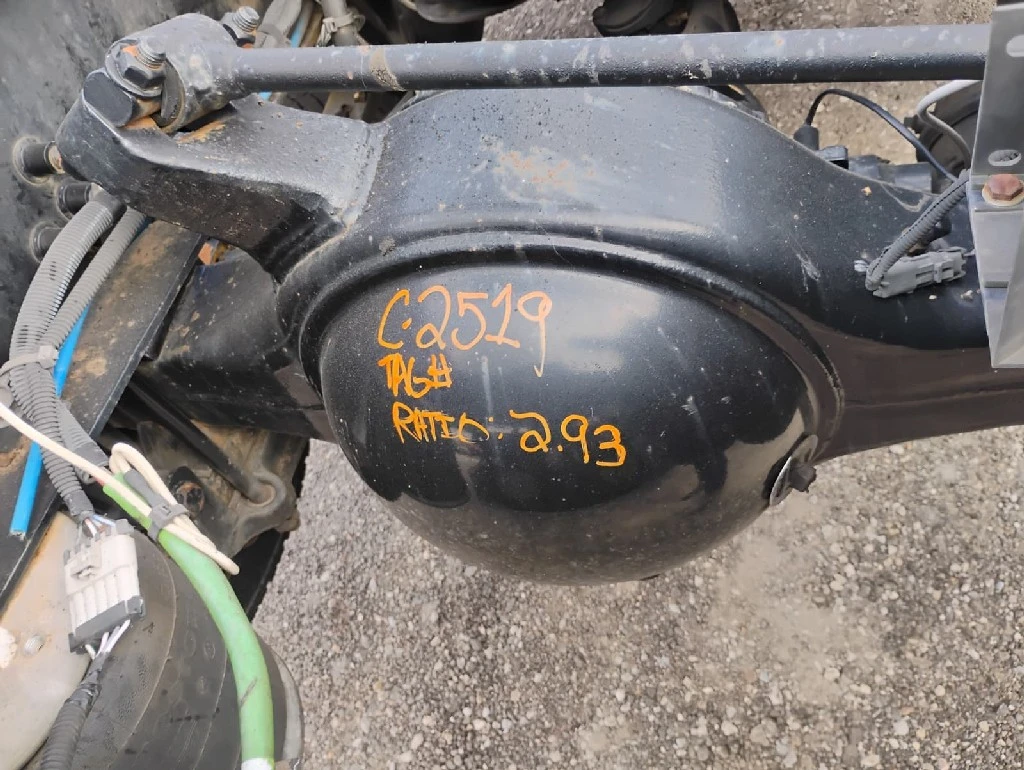 C-2519
TAG#
RATIO: 2.93